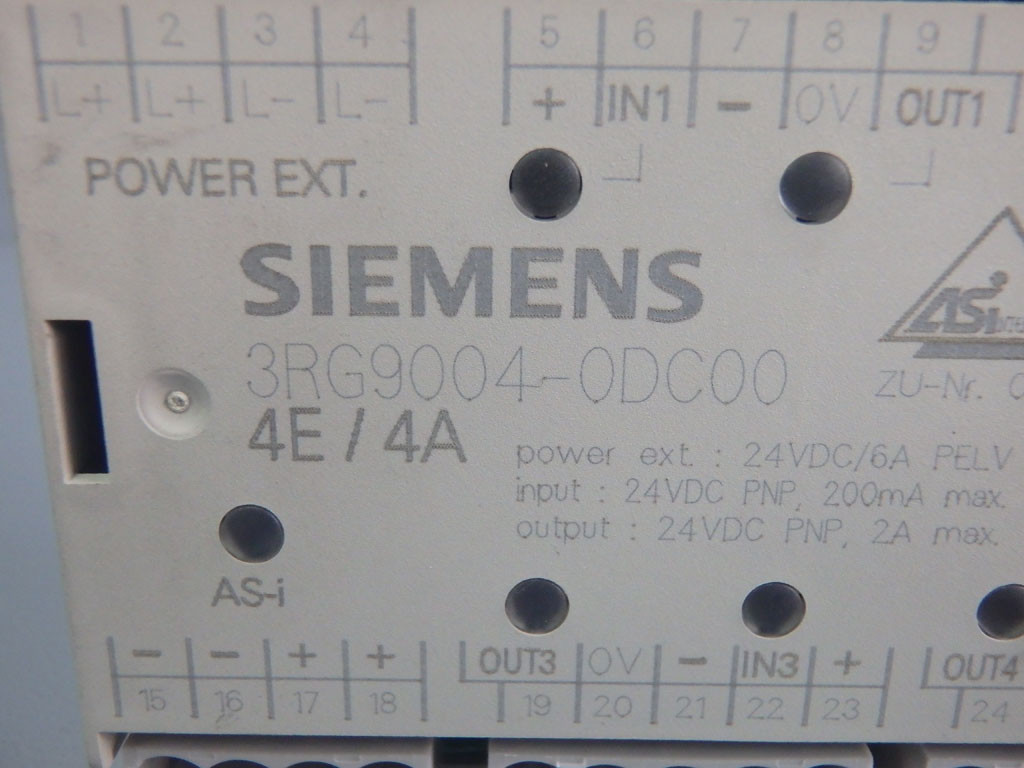 1 2 3 4 5 6 7 8 9
L+ L+ L- L- + IN1 - 0V OUT1
POWER EXT.
SIEMENS
ASi
3RG9004-0DC00
ZU-Nr.
4E / 4A
power ext. : 24VDC/6A PELV
input : 24VDC PNP, 200mA max.
output : 24VDC PNP, 2A max.
AS-i
- - + + OUT3 0V - IN3 + OUT4
15 16 17 18 19 20 21 22 23 24